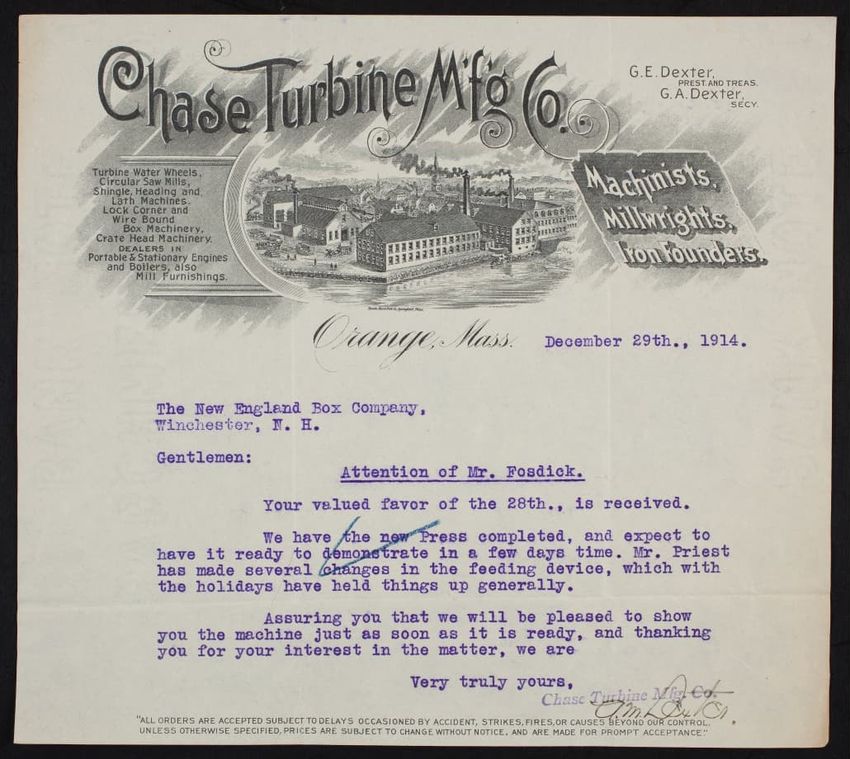 Chase Turbine M'f'g Co.
G.E. Dexter,
PREST. AND TREAS.
G.A. Dexter,
SECY.
Turbine Water Wheels,
Circular Saw Mills,
Shingle, Heading and
Lath Machines.
Lock Corner and
Wire Bound
Box Machinery,
Crate Head Machinery.
DEALERS IN
Portable & Stationary Engines
and Boilers, also
Mill Furnishings.
Machinists,
Millwrights,
Iron Founders.
Orange, Mass.
December 29th., 1914.
The New England Box Company,
Winchester, N. H.
Gentlemen:
Attention of Mr. Fosdick.
Your valued favor of the 28th., is received.
We have the new Press completed, and expect to
have it ready to demonstrate in a few days time. Mr. Priest
has made several changes in the feeding device, which with
the holidays have held things up generally.
Assuring you that we will be pleased to show
you the machine just as soon as it is ready, and thanking
you for your interest in the matter, we are
Very truly yours,
Chase Turbine Mfg. Co.
"ALL ORDERS ARE ACCEPTED SUBJECT TO DELAYS OCCASIONED BY ACCIDENT, STRIKES, FIRES, OR CAUSES BEYOND OUR CONTROL.
UNLESS OTHERWISE SPECIFIED, PRICES ARE SUBJECT TO CHANGE WITHOUT NOTICE, AND ARE MADE FOR PROMPT ACCEPTANCE."